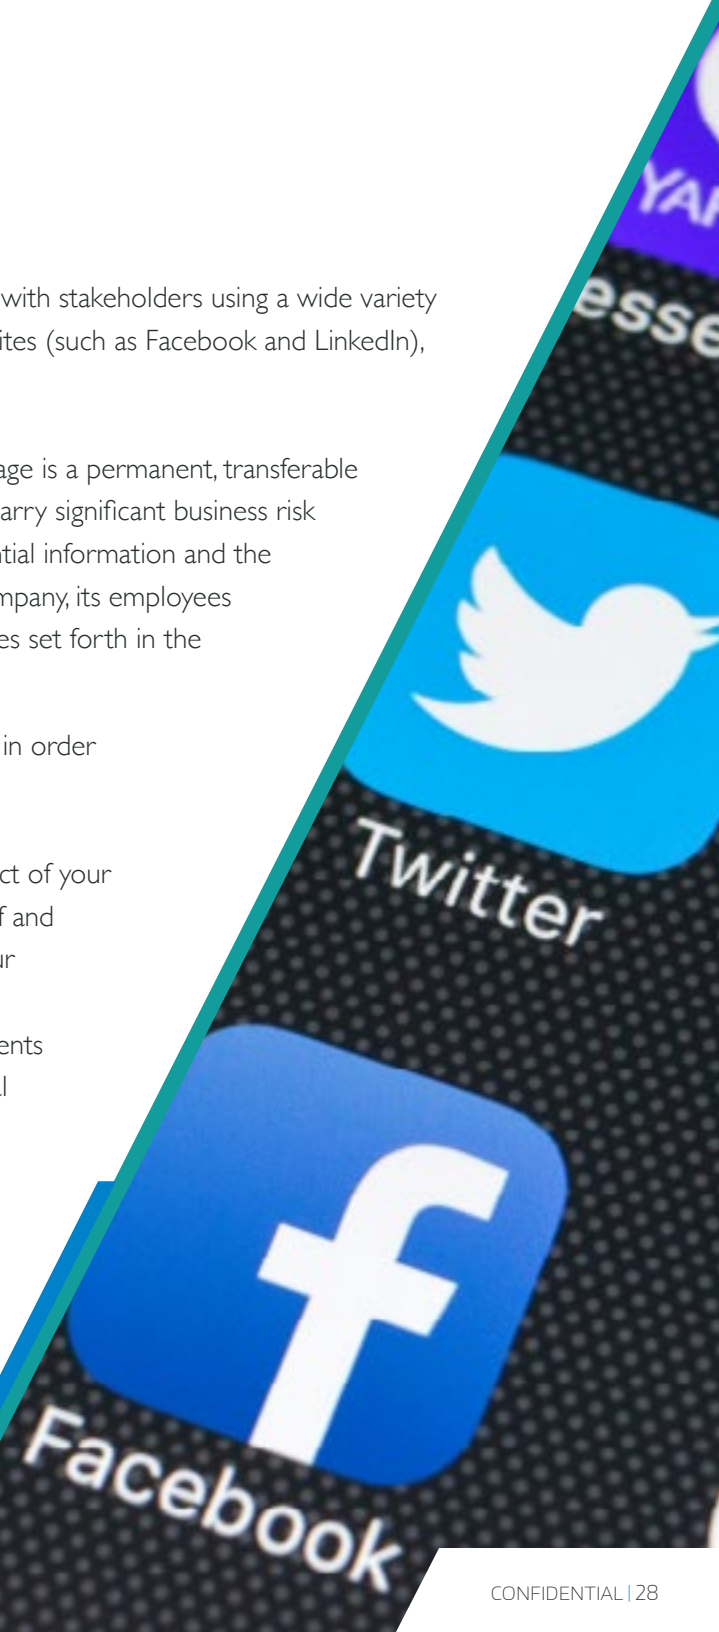 with stakeholders using a wide variety
ites (such as Facebook and LinkedIn),
age is a permanent, transferable
arry significant business risk
ntial information and the
mpany, its employees
es set forth in the
in order
ct of your
f and
ur
ents
al
YAH
esse
Twitter
Facebook
CONFIDENTIAL | 28